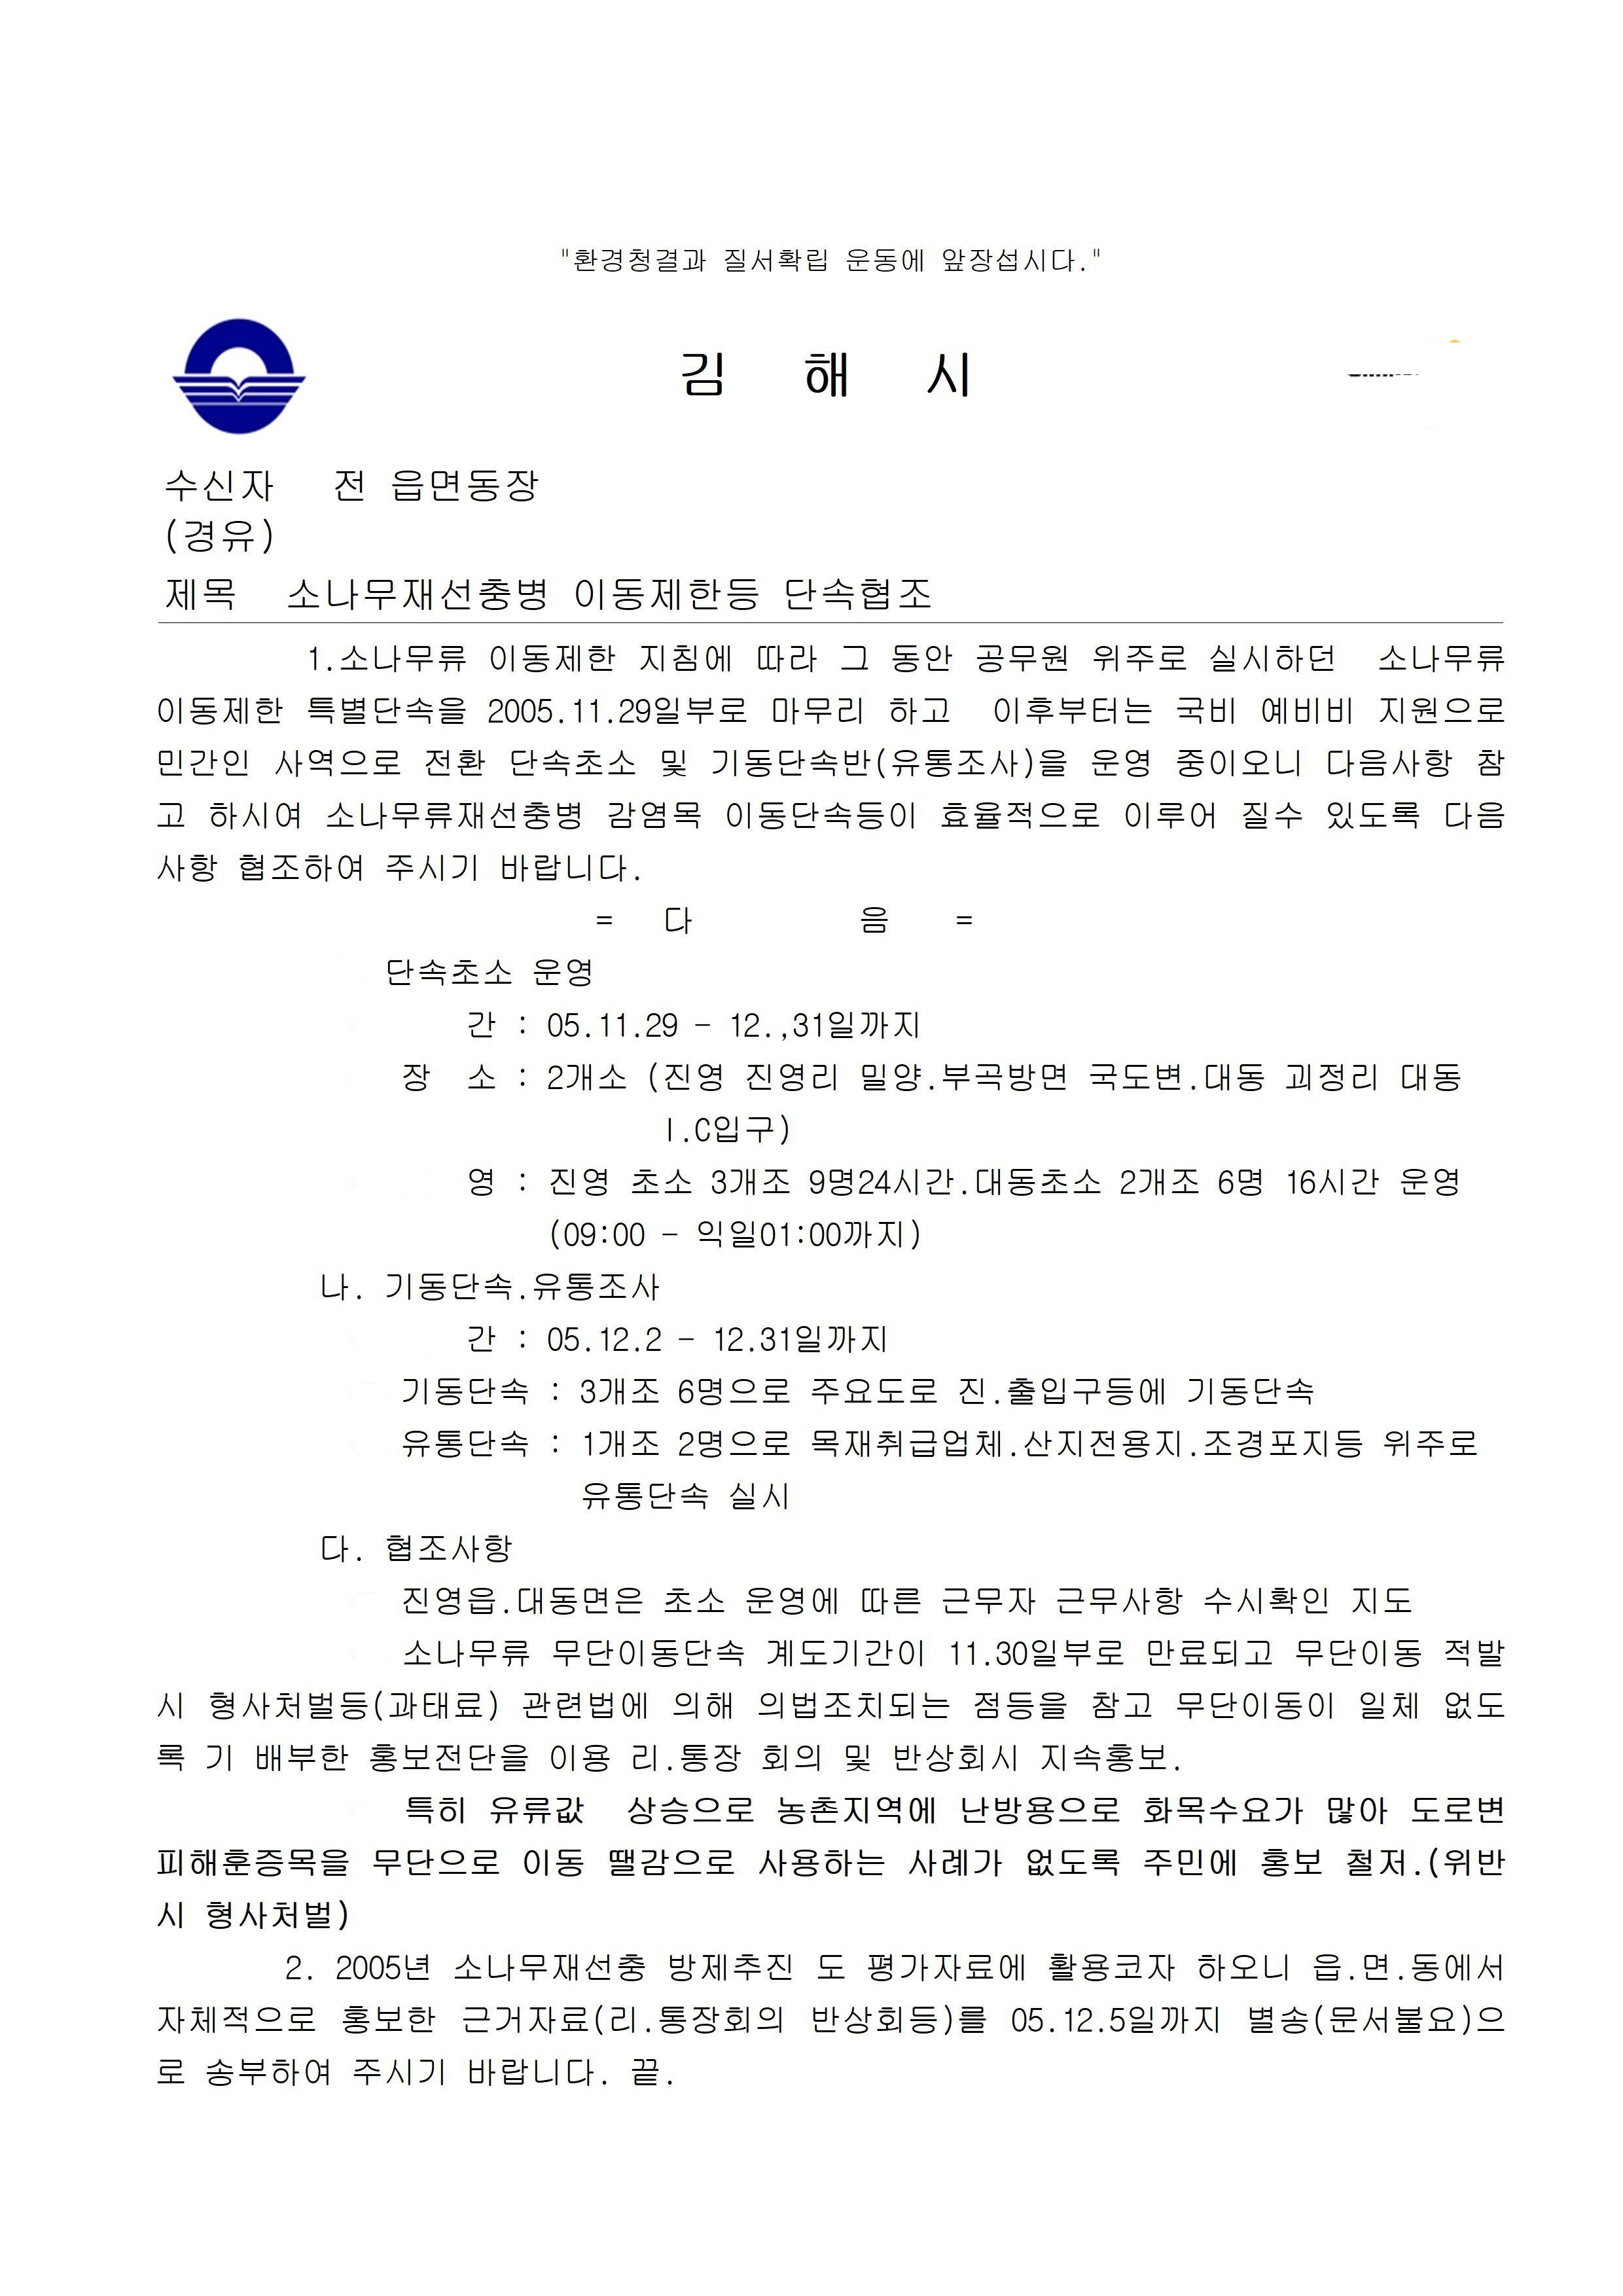 "환경청결과 질서확립 운동에 앞장섭시다."
김 해 시
수신자 전 읍면동장
(경유)
제목 소나무재선충병 이동제한등 단속협조
1.소나무류 이동제한 지침에 따라 그 동안 공무원 위주로 실시하던 소나무류
이동제한 특별단속을 2005.11.29일부로 마무리 하고 이후부터는 국비 예비비 지원으로
민간인 사역으로 전환 단속초소 및 기동단속반(유통조사)을 운영 중이오니 다음사항 참
고 하시여 소나무류재선충병 감염목 이동단속등이 효율적으로 이루어 질수 있도록 다음
사항 협조하여 주시기 바랍니다.
= 다 음 =
단속초소 운영
간 : 05.11.29 - 12.,31일까지
장 소 : 2개소 (진영 진영리 밀양.부곡방면 국도변.대동 괴정리 대동
I.C입구)
영 : 진영 초소 3개조 9명24시간.대동초소 2개조 6명 16시간 운영
(09:00 - 익일01:00까지)
나. 기동단속.유통조사
간 : 05.12.2 - 12.31일까지
기동단속 : 3개조 6명으로 주요도로 진.출입구등에 기동단속
유통단속 : 1개조 2명으로 목재취급업체.산지전용지.조경포지등 위주로
유통단속 실시
다. 협조사항
진영읍.대동면은 초소 운영에 따른 근무자 근무사항 수시확인 지도
소나무류 무단이동단속 계도기간이 11.30일부로 만료되고 무단이동 적발
시 형사처벌등(과태료) 관련법에 의해 의법조치되는 점등을 참고 무단이동이 일체 없도
록 기 배부한 홍보전단을 이용 리.통장 회의 및 반상회시 지속홍보.
특히 유류값 상승으로 농촌지역에 난방용으로 화목수요가 많아 도로변
피해훈증목을 무단으로 이동 땔감으로 사용하는 사례가 없도록 주민에 홍보 철저.(위반
시 형사처벌)
2. 2005년 소나무재선충 방제추진 도 평가자료에 활용코자 하오니 읍.면.동에서
자체적으로 홍보한 근거자료(리.통장회의 반상회등)를 05.12.5일까지 별송(문서불요)으
로 송부하여 주시기 바랍니다. 끝.